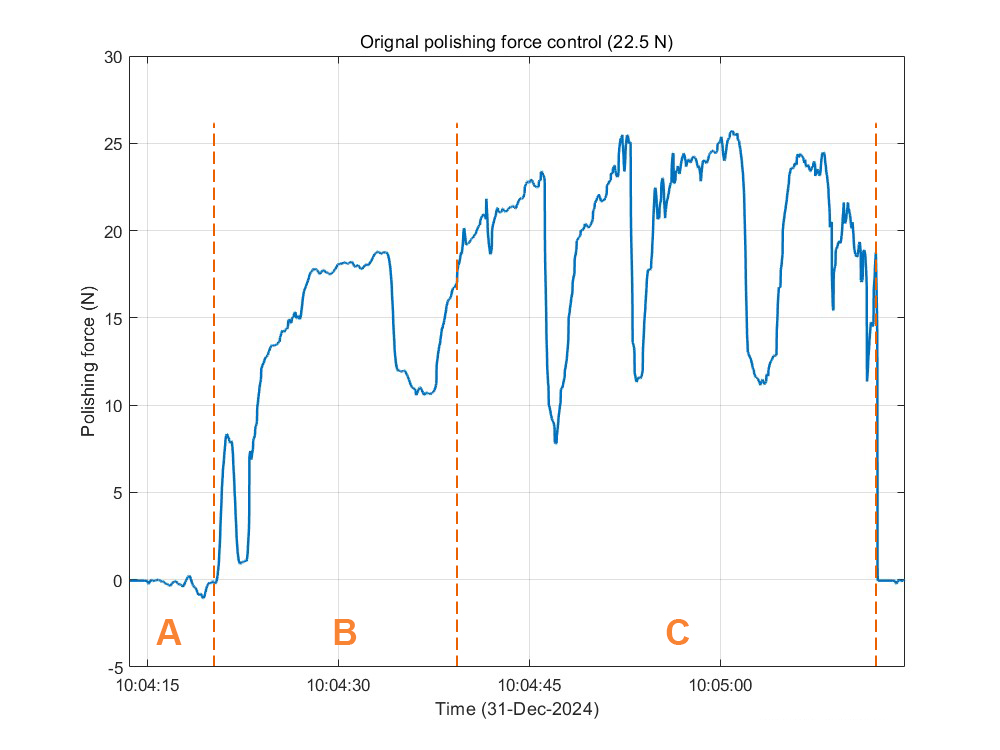 Orignal polishing force control (22.5 N)
30
25
20
15
10
5
0
-5
Polishing force (N)
A B C
10:04:15 10:04:30 10:04:45 10:05:00
Time (31-Dec-2024)